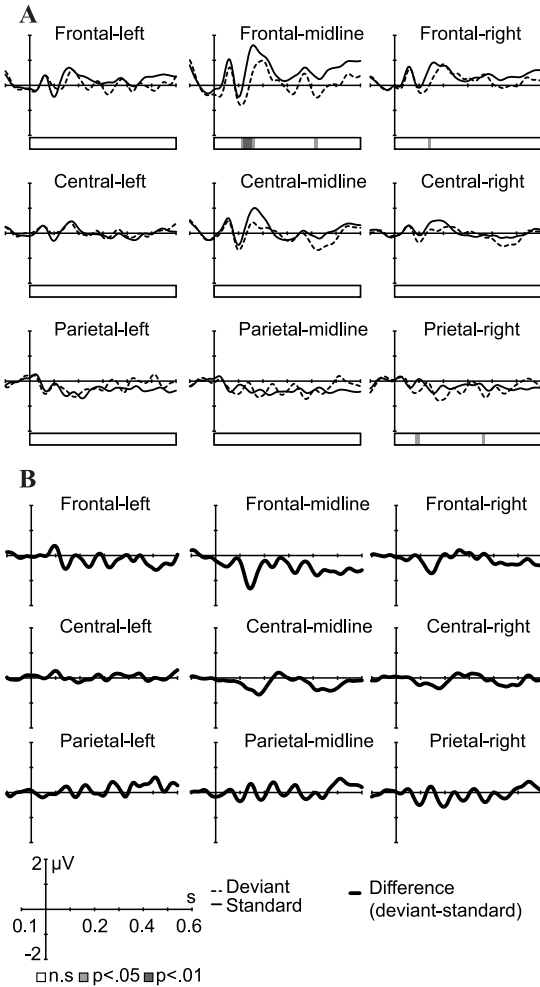 A
Frontal-left Frontal-midline Frontal-right
Central-left Central-midline Central-right
Parietal-left Parietal-midline Prietal-right
B
Frontal-left Frontal-midline Frontal-right
Central-left Central-midline Central-right
Parietal-left Parietal-midline Prietal-right
2 µV
s
0.1 0.2 0.4 0.6
-2
Deviant
Standard
Difference
(deviant-standard)
n.s p<.05 p<.01